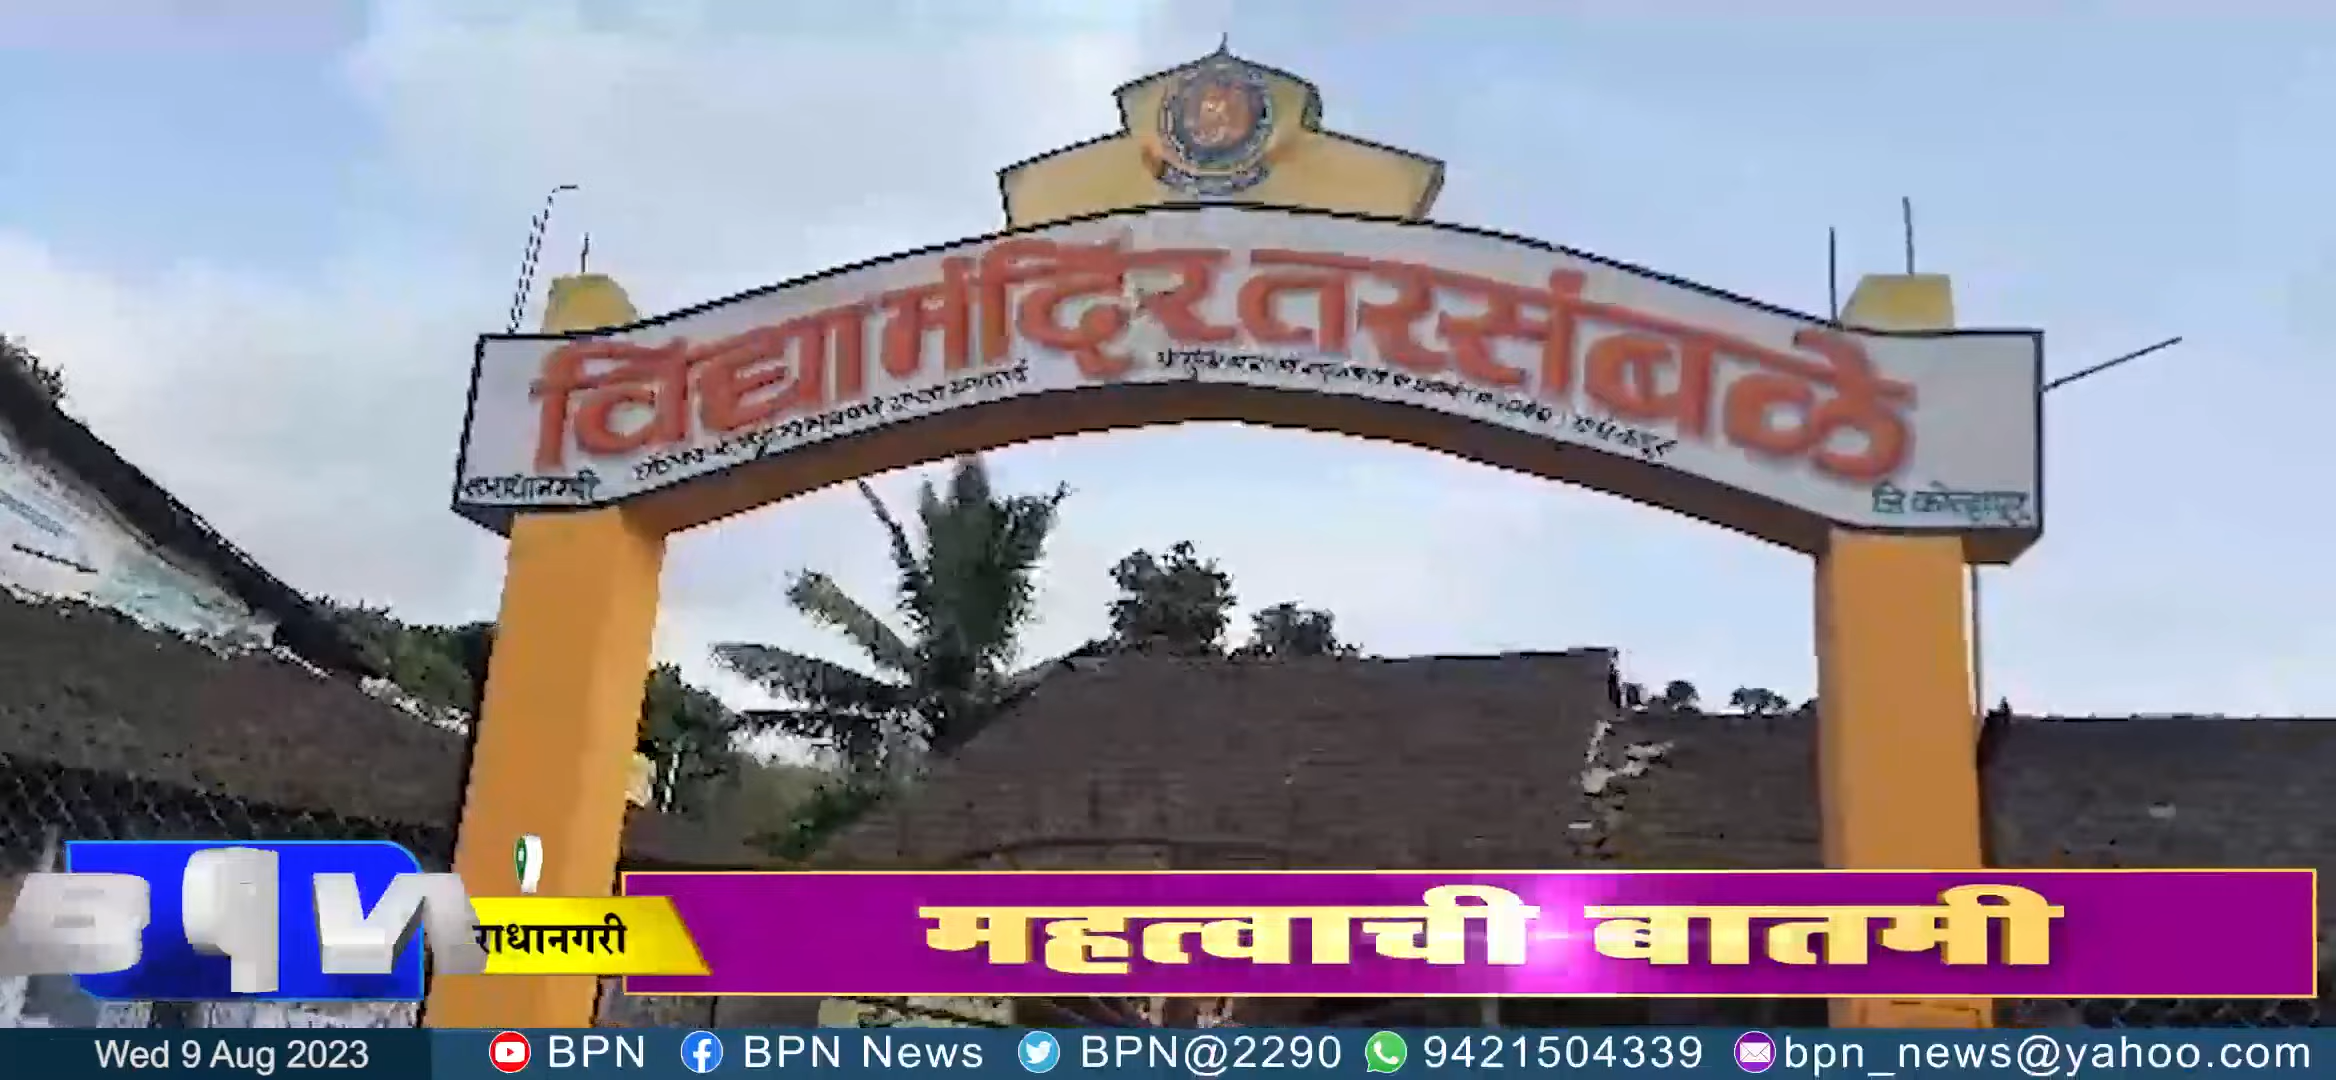 विद्या मंदिर तरसंबळे
जि. कोल्हापूर
BPN
राधानगरी
महत्वाची बातमी
Wed 9 Aug 2023
BPN
BPN News
BPN@2290
9421504339
bpn_news@yahoo.com